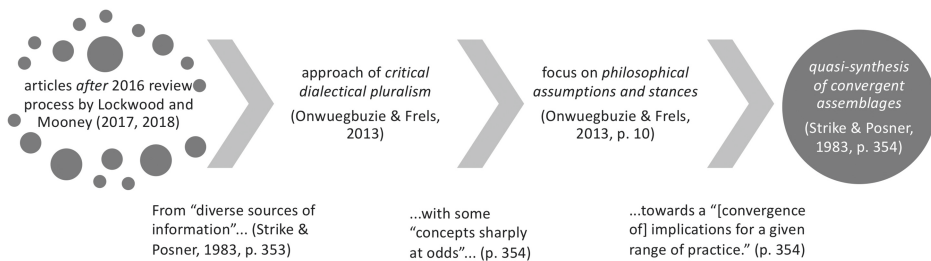 articles after 2016 review
process by Lockwood and
Mooney (2017, 2018)
approach of critical
dialectical pluralism
(Onwuegbuzie & Frels,
2013)
focus on philosophical
assumptions and stances
(Onwuegbuzie & Frels,
2013, p. 10)
quasi-synthesis
of convergent
assemblages
(Strike & Posner,
1983, p. 354)
From “diverse sources of
information”... (Strike &
Posner, 1983, p. 353)
...with some
“concepts sharply
at odds”... (p. 354)
...towards a “[convergence
of] implications for a given
range of practice.” (p. 354)